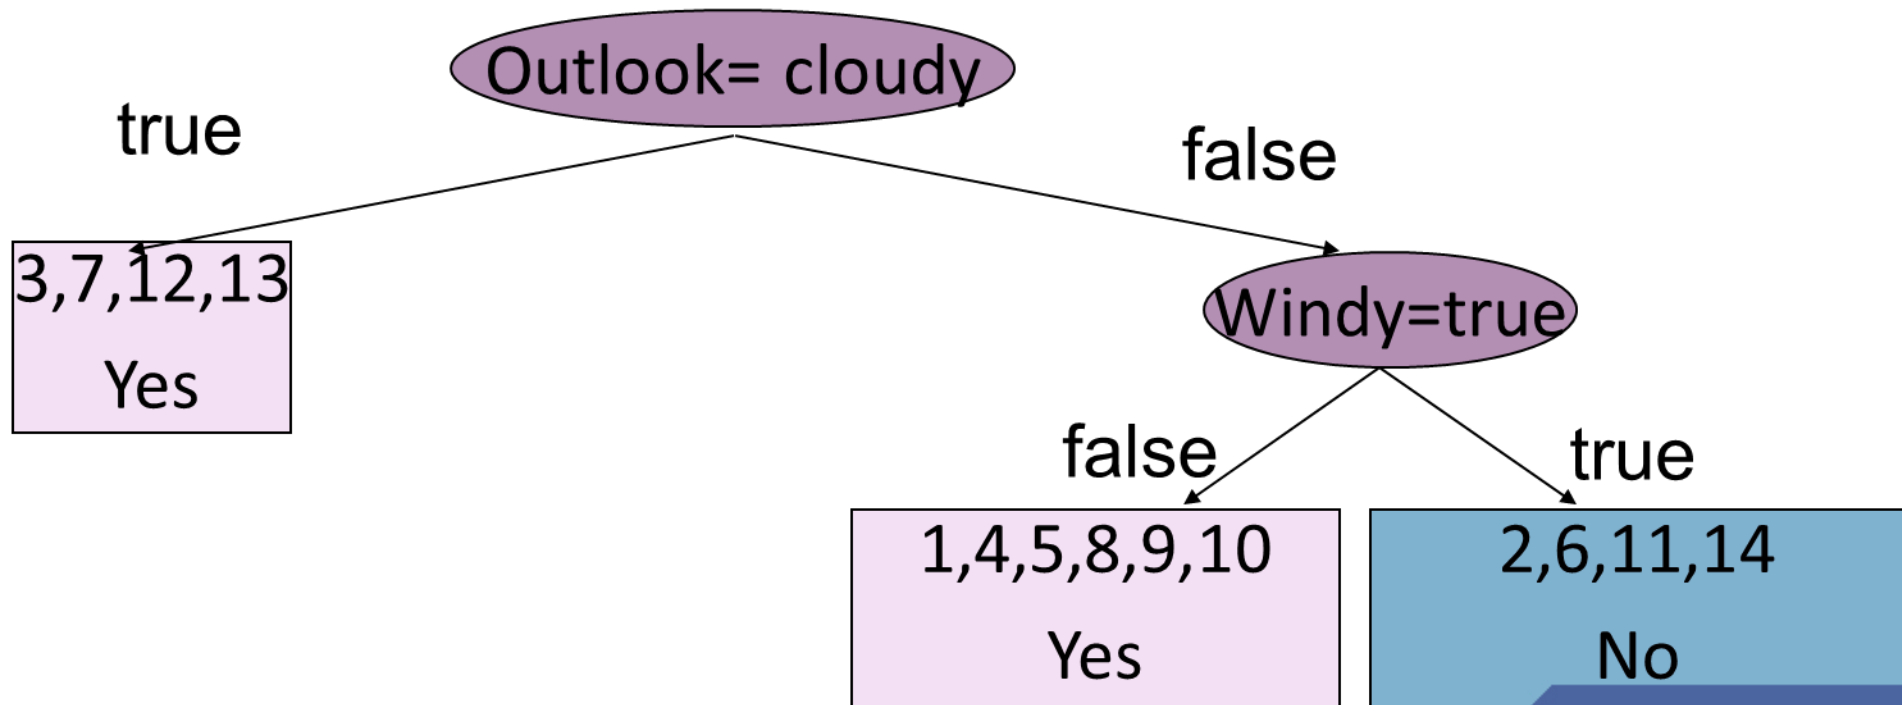 Outlook= cloudy
true
false
3,7,12,13
Yes
Windy=true
false
true
1,4,5,8,9,10
Yes
2,6,11,14
No